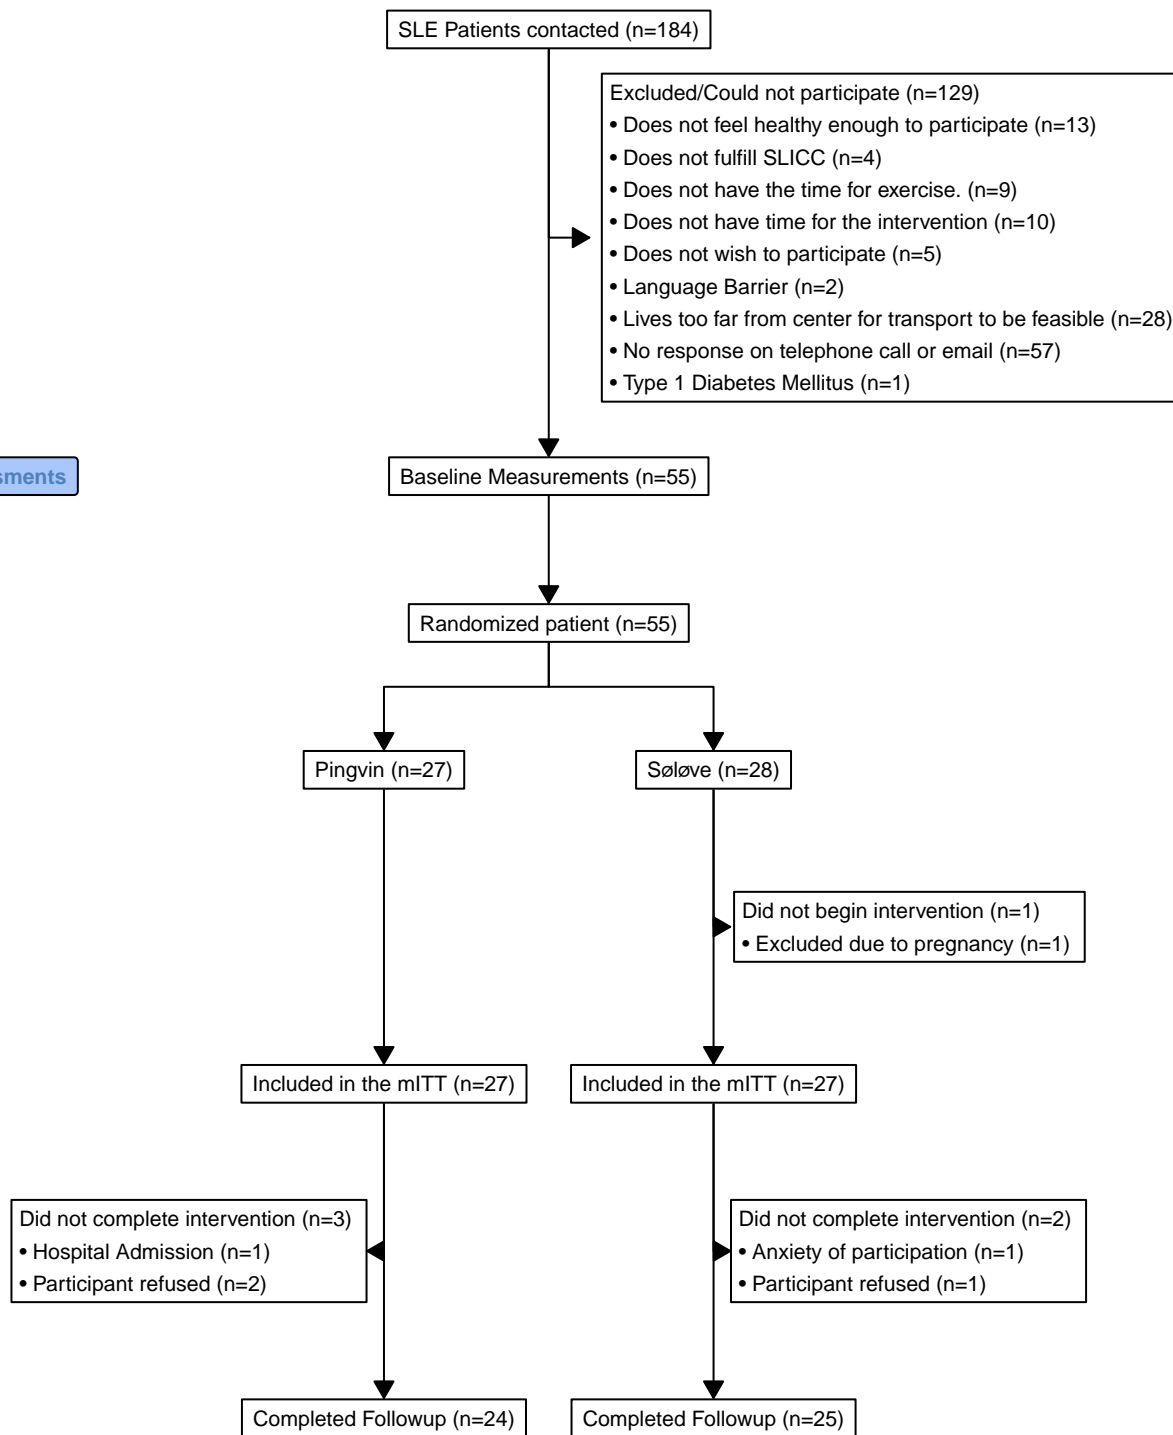 SLE Patients contacted (n=184)
Excluded/Could not participate (n=129)
• Does not feel healthy enough to participate (n=13)
• Does not fulfill SLICC (n=4)
• Does not have the time for exercise. (n=9)
• Does not have time for the intervention (n=10)
• Does not wish to participate (n=5)
• Language Barrier (n=2)
• Lives too far from center for transport to be feasible (n=28)
• No response on telephone call or email (n=57)
• Type 1 Diabetes Mellitus (n=1)
Baseline Measurements (n=55)
Randomized patient (n=55)
Pingvin (n=27)
Søløve (n=28)
Did not begin intervention (n=1)
• Excluded due to pregnancy (n=1)
Included in the mITT (n=27)
Included in the mITT (n=27)
Did not complete intervention (n=3)
• Hospital Admission (n=1)
• Participant refused (n=2)
Did not complete intervention (n=2)
• Anxiety of participation (n=1)
• Participant refused (n=1)
Completed Followup (n=24)
Completed Followup (n=25)